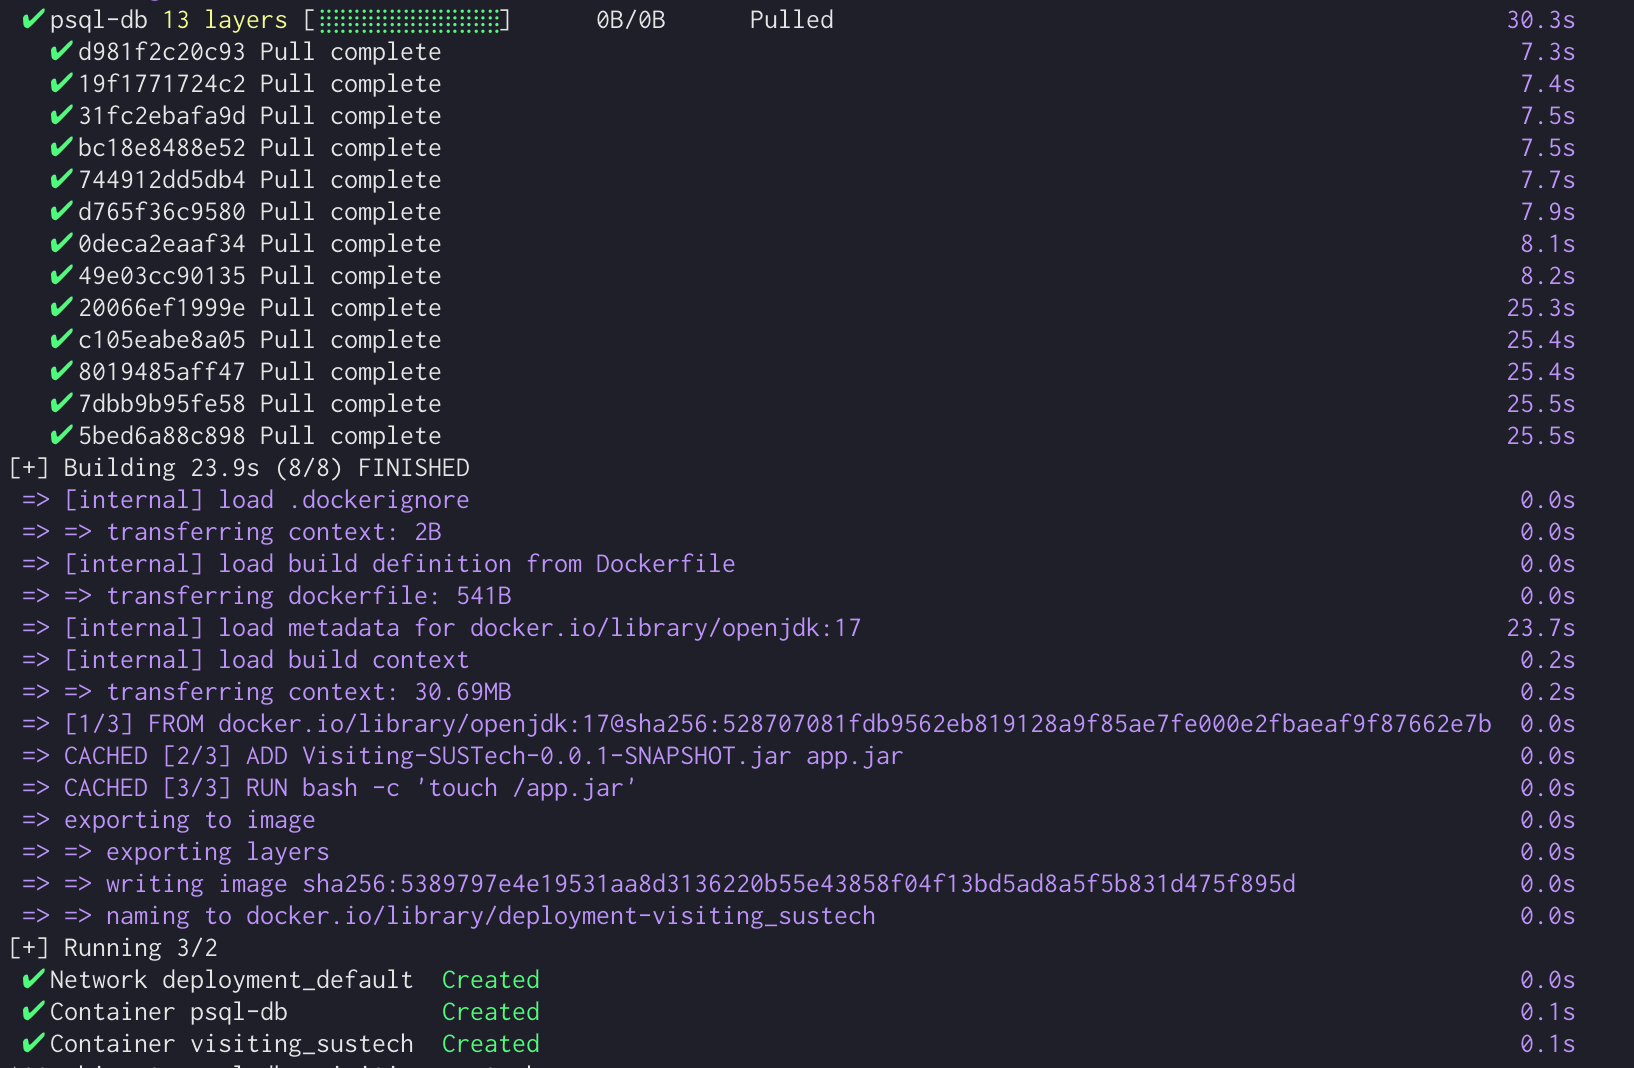 ✔psql-db 13 layers [⣿⣿⣿⣿⣿⣿⣿⣿⣿⣿⣿⣿⣿] 0B/0B Pulled 30.3s
✔d981f2c20c93 Pull complete 7.3s
✔19f1771724c2 Pull complete 7.4s
✔31fc2ebafa9d Pull complete 7.5s
✔bc18e8488e52 Pull complete 7.5s
✔744912dd5db4 Pull complete 7.7s
✔d765f36c9580 Pull complete 7.9s
✔0deca2eaaf34 Pull complete 8.1s
✔49e03cc90135 Pull complete 8.2s
✔20066ef1999e Pull complete 25.3s
✔c105eabe8a05 Pull complete 25.4s
✔8019485aff47 Pull complete 25.4s
✔7dbb9b95fe58 Pull complete 25.5s
✔5bed6a88c898 Pull complete 25.5s
[+] Building 23.9s (8/8) FINISHED
=> [internal] load .dockerignore 0.0s
=> => transferring context: 2B 0.0s
=> [internal] load build definition from Dockerfile 0.0s
=> => transferring dockerfile: 541B 0.0s
=> [internal] load metadata for docker.io/library/openjdk:17 23.7s
=> [internal] load build context 0.2s
=> => transferring context: 30.69MB 0.2s
=> [1/3] FROM docker.io/library/openjdk:17@sha256:528707081fdb9562eb819128a9f85ae7fe000e2fbaeaf9f87662e7b 0.0s
=> CACHED [2/3] ADD Visiting-SUSTech-0.0.1-SNAPSHOT.jar app.jar 0.0s
=> CACHED [3/3] RUN bash -c 'touch /app.jar' 0.0s
=> exporting to image 0.0s
=> => exporting layers 0.0s
=> => writing image sha256:5389797e4e19531aa8d3136220b55e43858f04f13bd5ad8a5f5b831d475f895d 0.0s
=> => naming to docker.io/library/deployment-visiting_sustech 0.0s
[+] Running 3/2
✔Network deployment_default Created 0.0s
✔Container psql-db Created 0.1s
✔Container visiting_sustech Created 0.1s